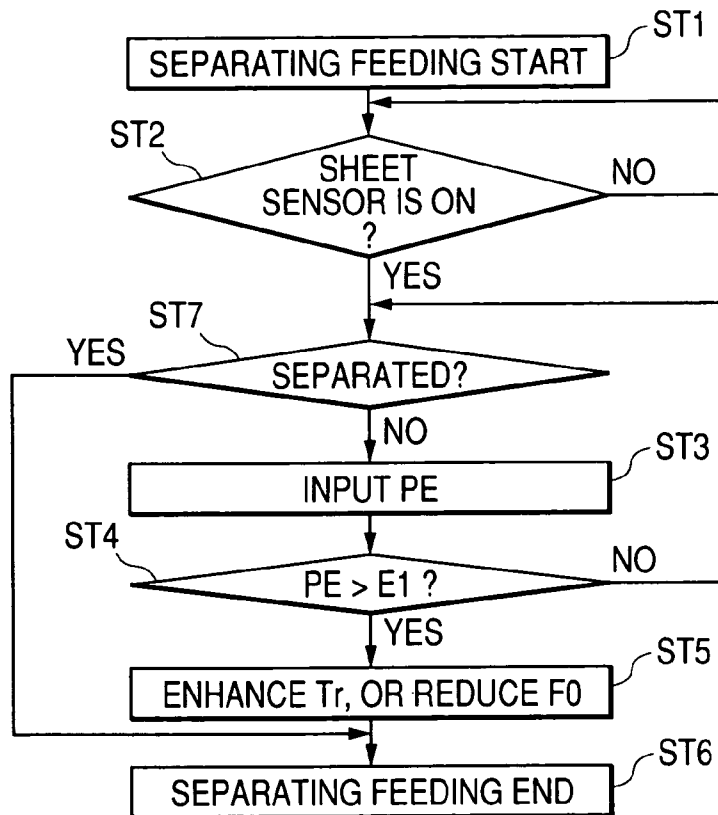 ST1
SEPARATING FEEDING START
ST2
SHEET
SENSOR IS ON
?
NO
YES
ST7
YES
SEPARATED?
NO
ST3
INPUT PE
ST4
PE > E1 ?
NO
YES
ST5
ENHANCE Tr, OR REDUCE F0
ST6
SEPARATING FEEDING END